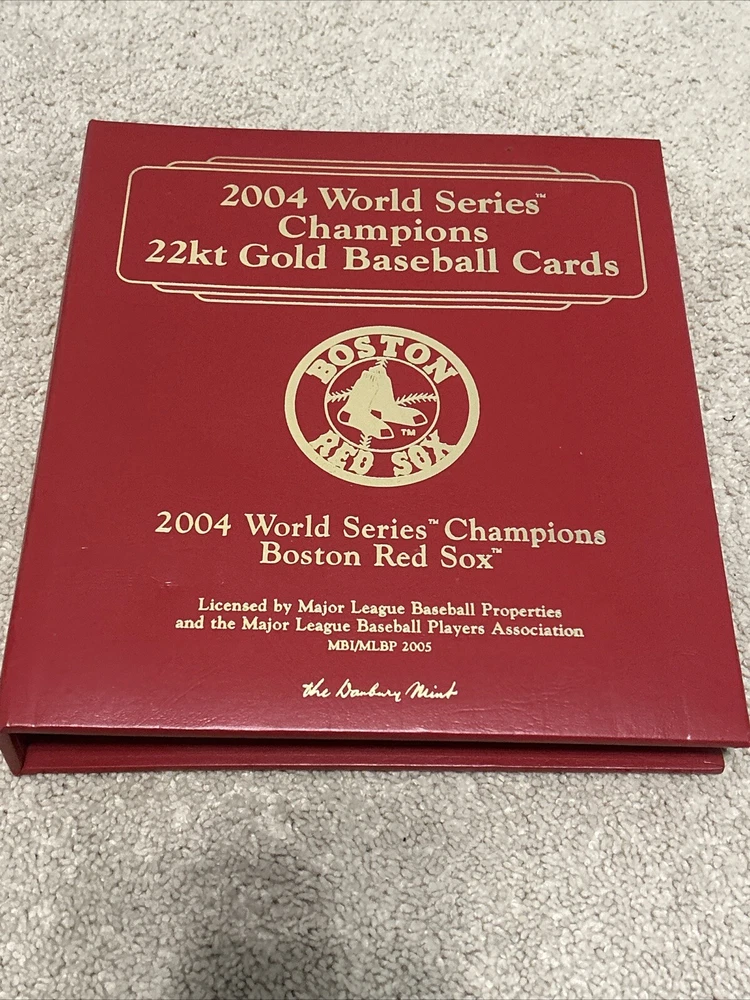 2004 World Series™
Champions
22kt Gold Baseball Cards
BOSTON
RED SOX
TM
2004 World Series™ Champions
Boston Red Sox™
Licensed by Major League Baseball Properties
and the Major League Baseball Players Association
MBI/MLBP 2005
the Danbury Mint